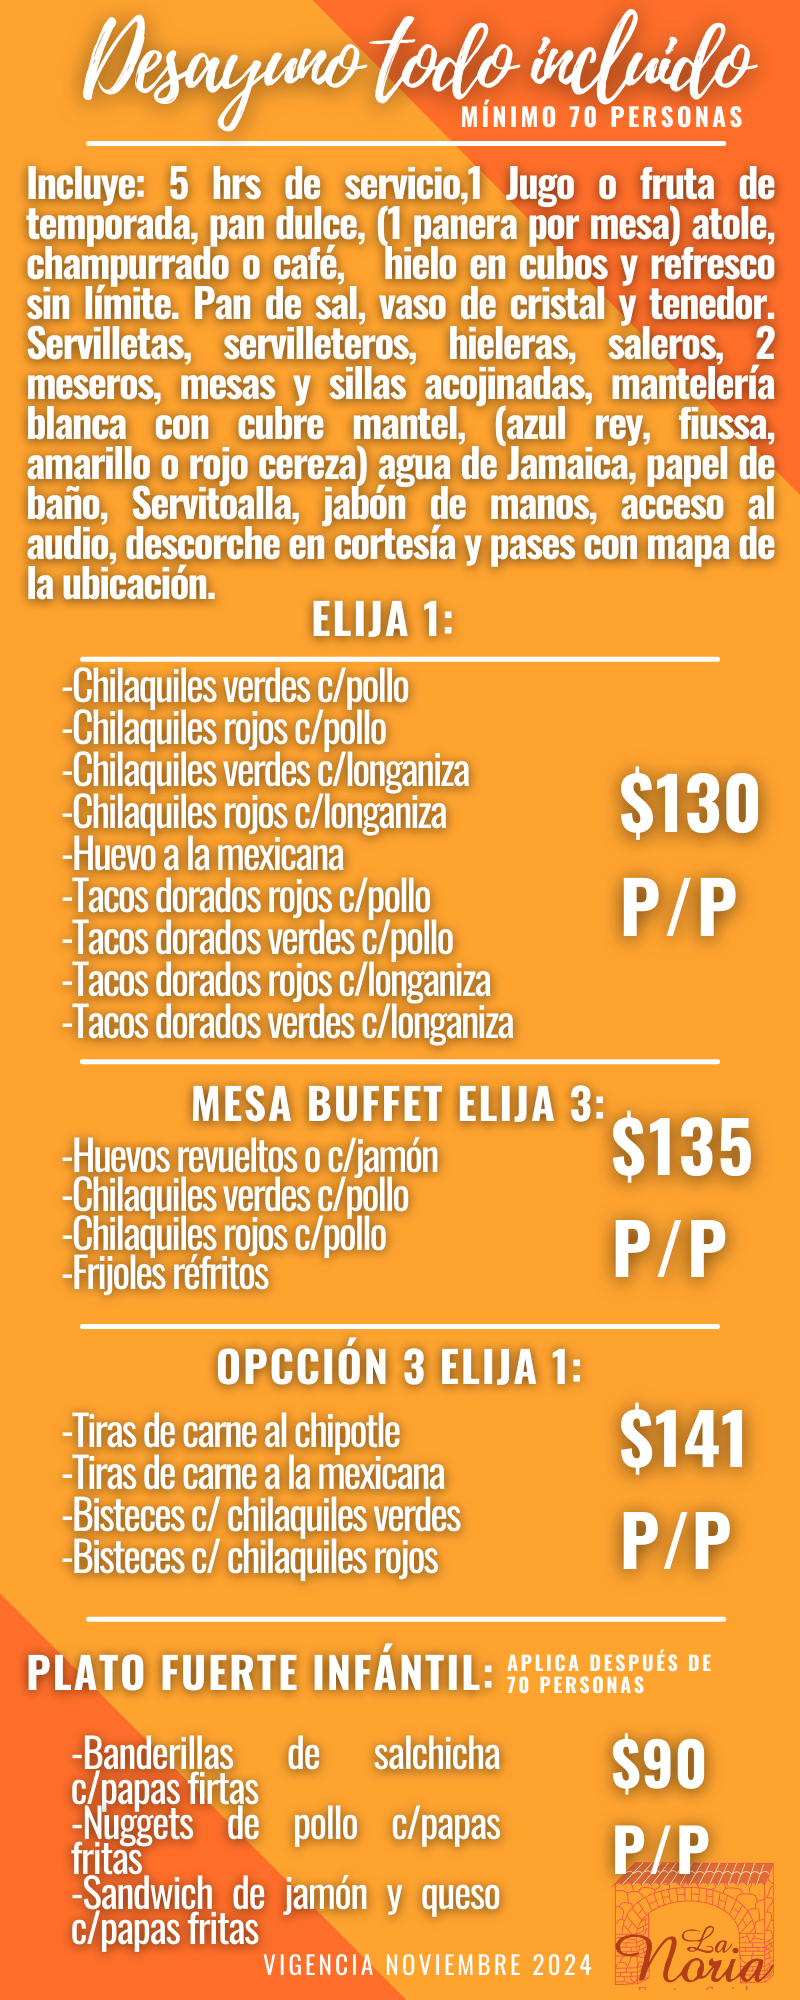 Desayuno todo incluido
MÍNIMO 70 PERSONAS
Incluye: 5 hrs de servicio,1 Jugo o fruta de
temporada, pan dulce, (1 panera por mesa) atole,
champurrado o café, hielo en cubos y refresco
sin límite. Pan de sal, vaso de cristal y tenedor.
Servilletas, servilleteros, hieleras, saleros, 2
meseros, mesas y sillas acojinadas, mantelería
blanca con cubre mantel, (azul rey, fiussa,
amarillo o rojo cereza) agua de Jamaica, papel de
baño, Servitoalla, jabón de manos, acceso al
audio, descorche en cortesía y pases con mapa de
la ubicación.
ELIJA 1:
-Chilaquiles verdes c/pollo
-Chilaquiles rojos c/pollo
-Chilaquiles verdes c/longaniza
-Chilaquiles rojos c/longaniza
-Huevo a la mexicana
-Tacos dorados rojos c/pollo
-Tacos dorados verdes c/pollo
-Tacos dorados rojos c/longaniza
-Tacos dorados verdes c/longaniza
$130
P/P
MESA BUFFET ELIJA 3:
-Huevos revueltos o c/jamón
-Chilaquiles verdes c/pollo
-Chilaquiles rojos c/pollo
-Frijoles réfritos
$135
P/P
OPCCIÓN 3 ELIJA 1:
-Tiras de carne al chipotle
-Tiras de carne a la mexicana
-Bisteces c/ chilaquiles verdes
-Bisteces c/ chilaquiles rojos
$141
P/P
PLATO FUERTE INFÁNTIL:
APLICA DESPUÉS DE
70 PERSONAS
-Banderillas de salchicha
c/papas firtas
-Nuggets de pollo c/papas
fritas
-Sandwich de jamón y queso
c/papas fritas
$90
P/P
VIGENCIA NOVIEMBRE 2024
La
Noria